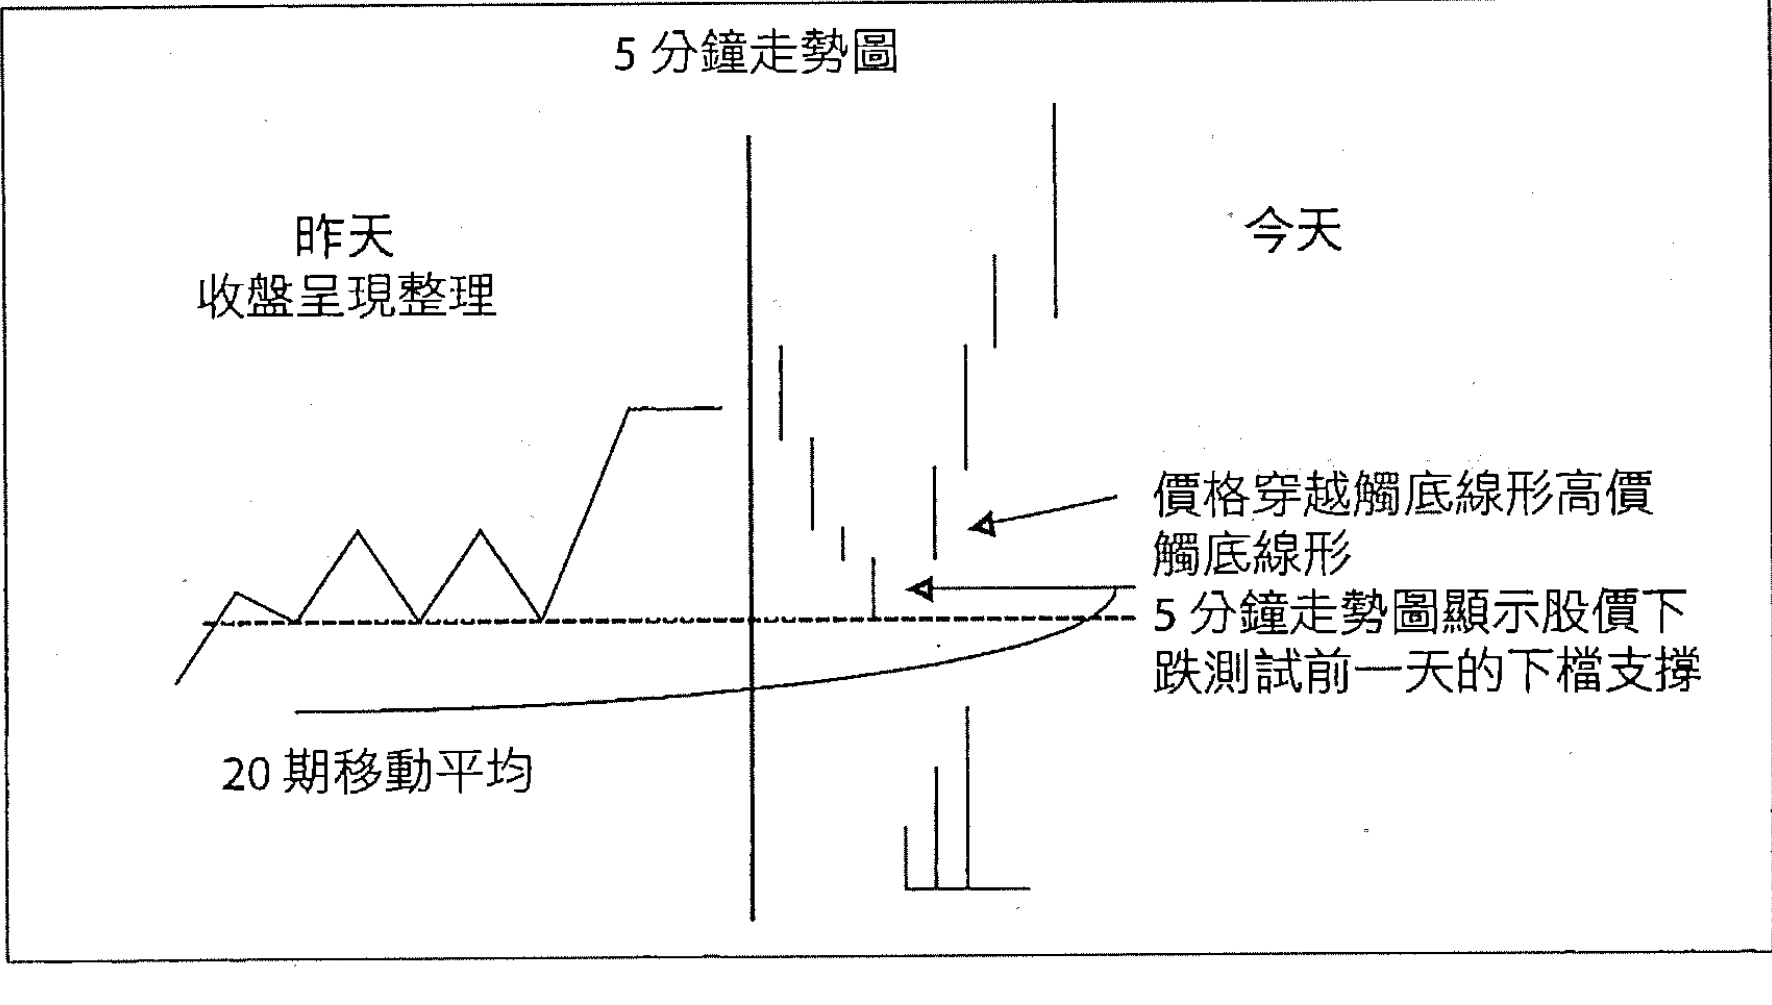 5 分鐘走勢圖
昨天
收盤呈現整理
今天
價格穿越觸底線形高價
觸底線形
5 分鐘走勢圖顯示股價下
跌測試前一天的下檔支撐
20 期移動平均